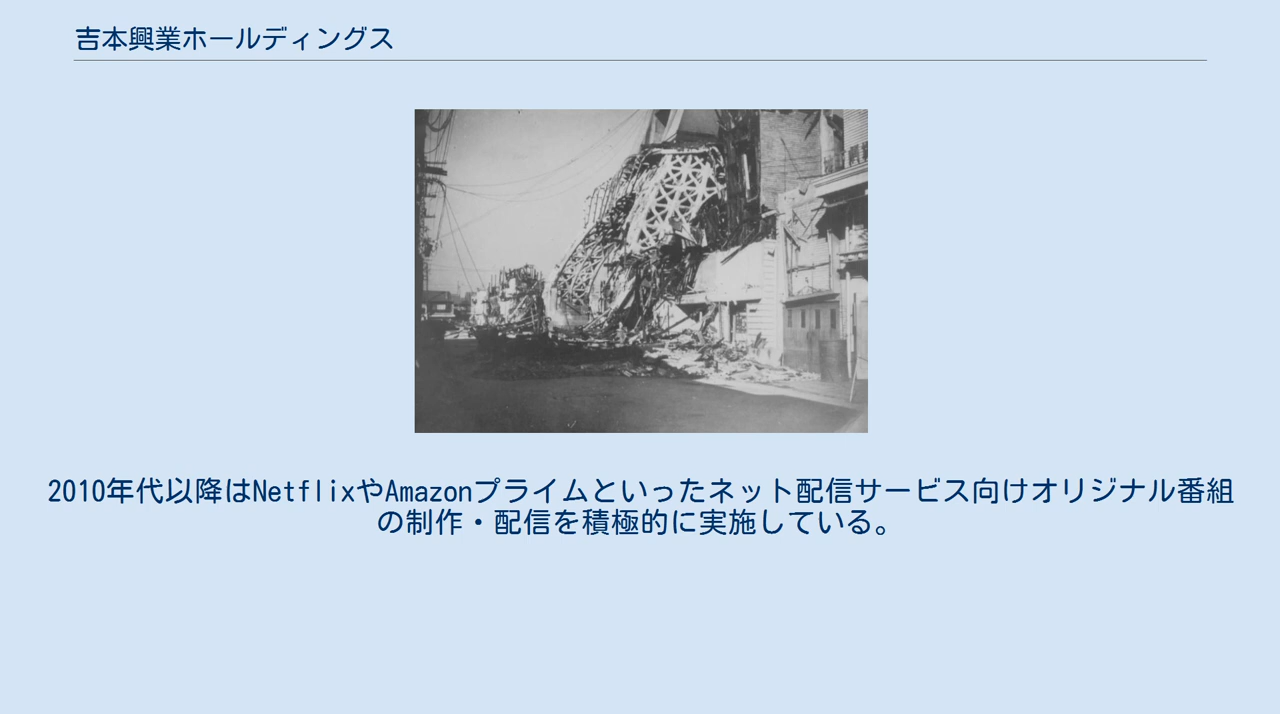 吉本興業ホールディングス
2010年代以降はNetflixやAmazonプライムといったネット配信サービス向けオリジナル番組
の制作・配信を積極的に実施している。